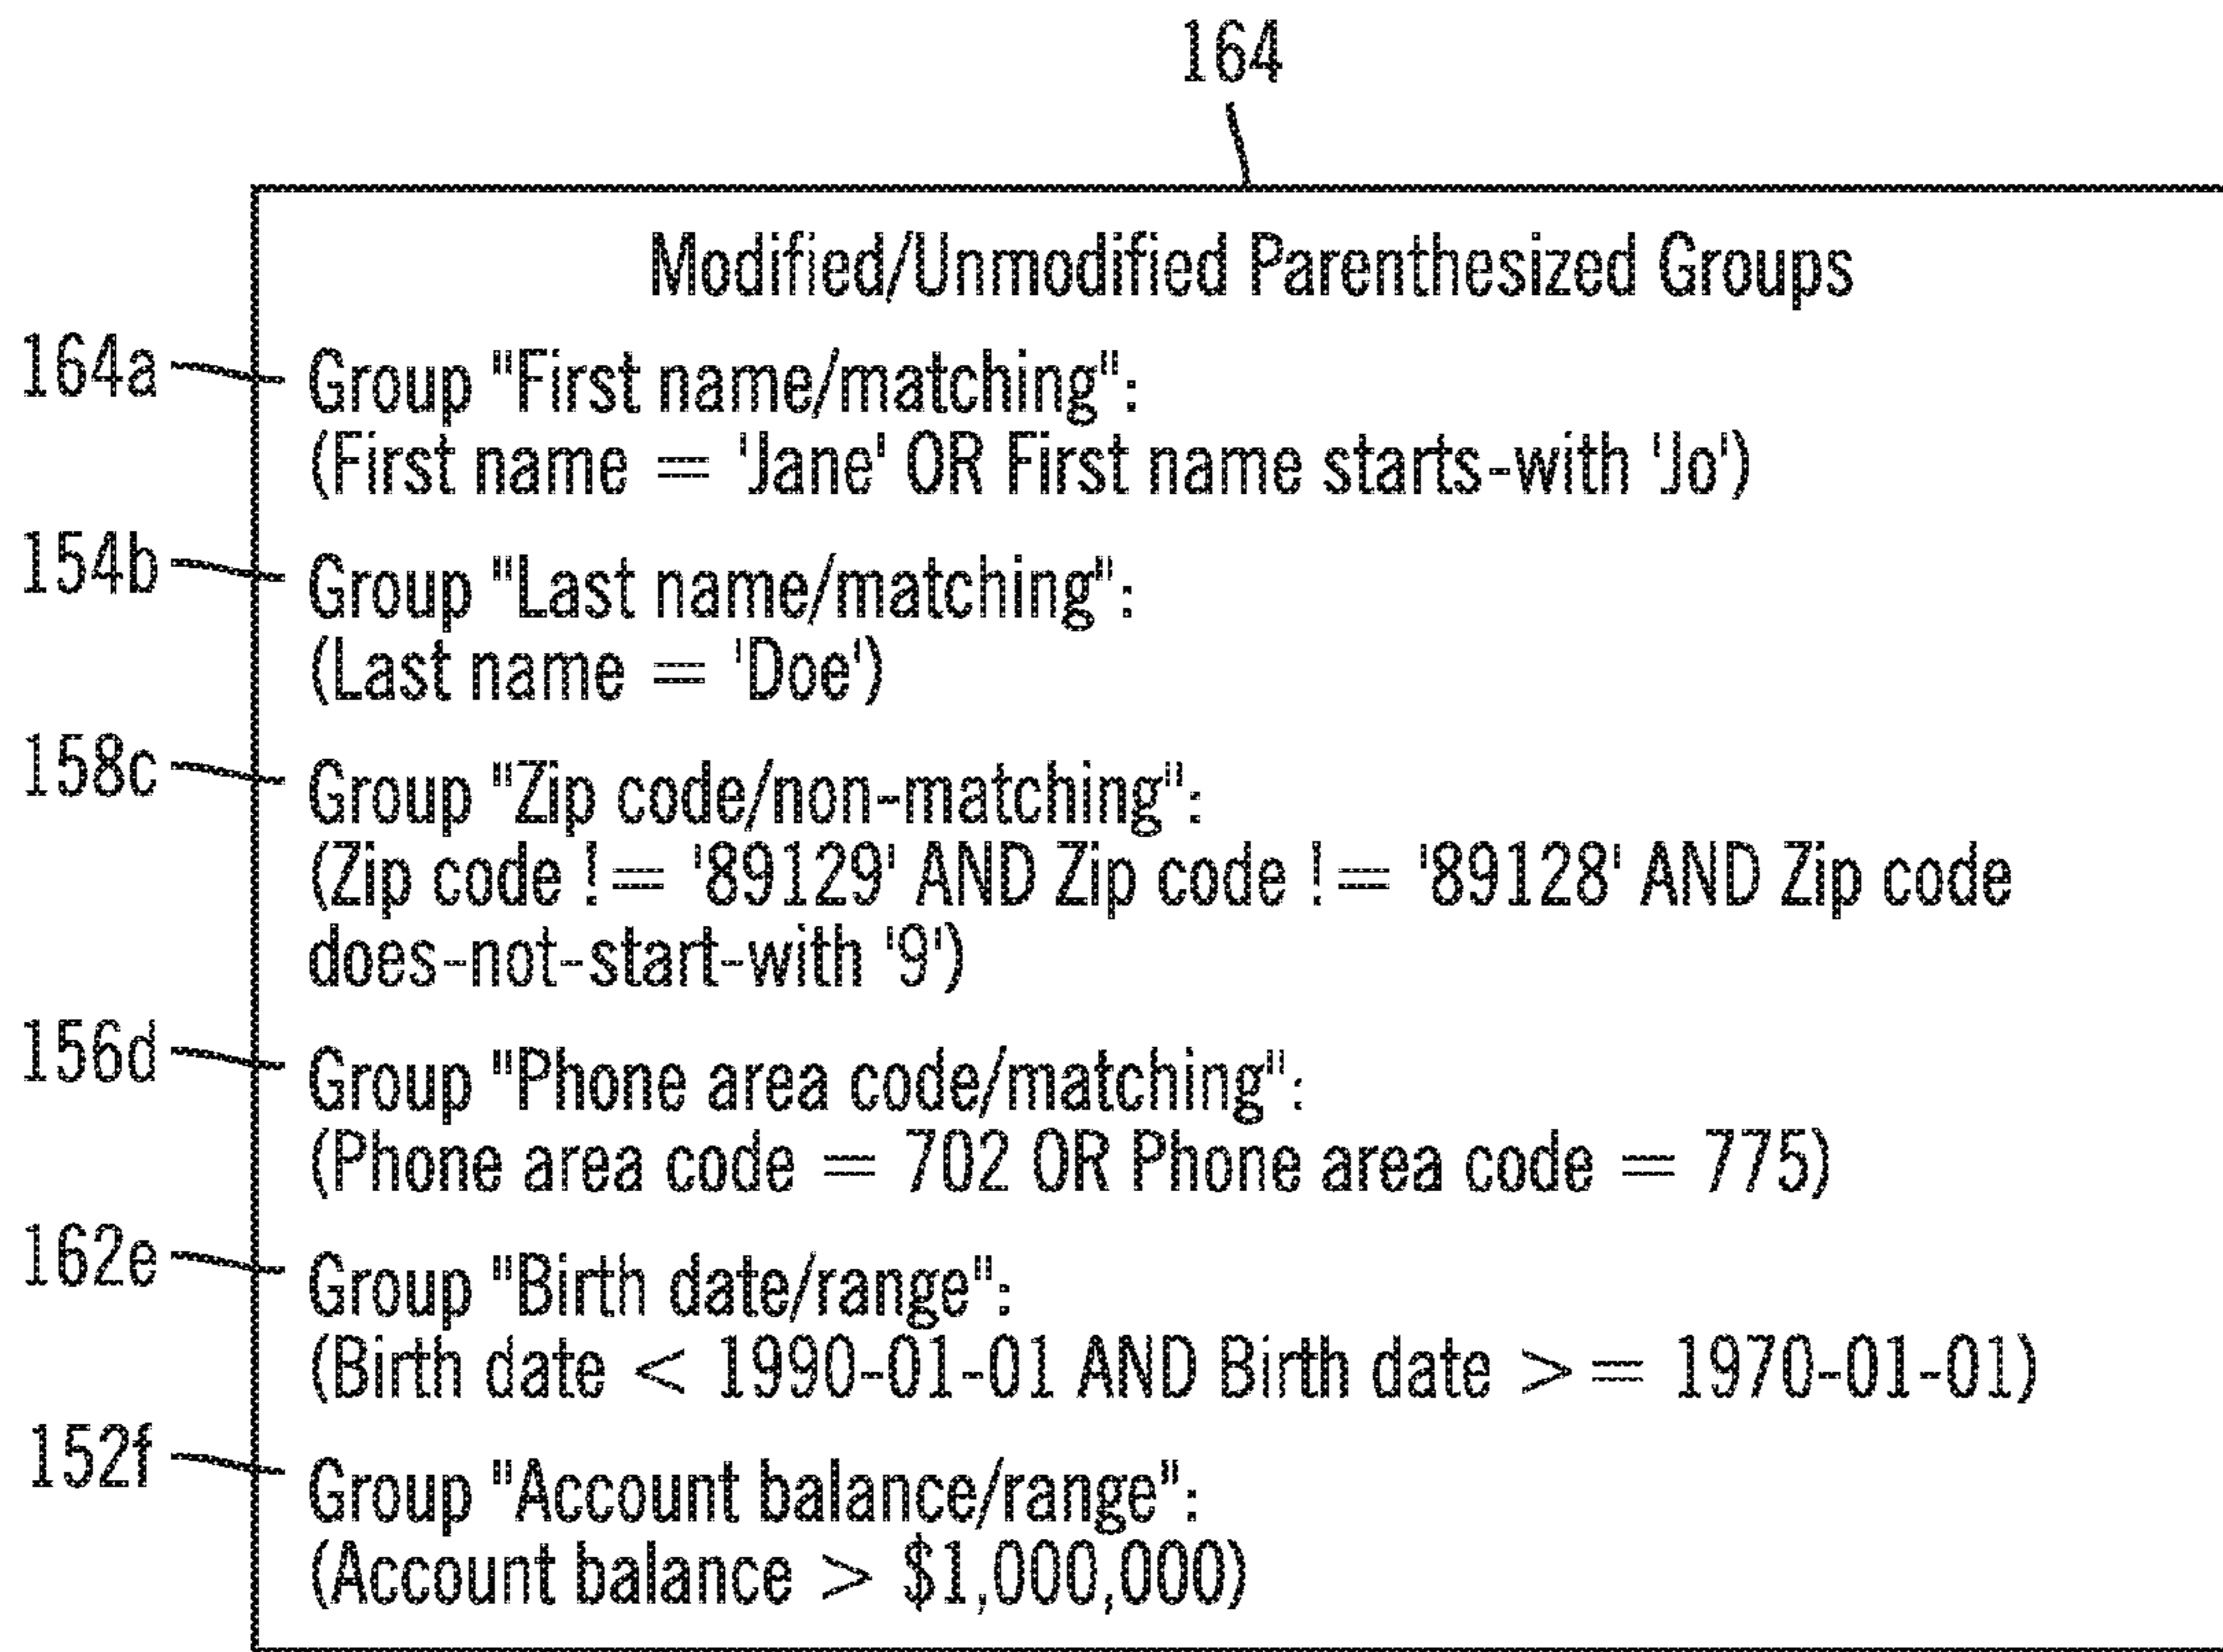 164
Modified/Unmodified Parenthesized Groups
164a Group "First name/matching":
(First name == 'Jane' OR First name starts-with 'Jo')
154b Group "Last name/matching":
(Last name == 'Doe')
158c Group "Zip code/non-matching":
(Zip code !== '89129' AND Zip code !== '89128' AND Zip code
does-not-start-with '9')
156d Group "Phone area code/matching":
(Phone area code == 702 OR Phone area code == 775)
162e Group "Birth date/range":
(Birth date < 1990-01-01 AND Birth date >= 1970-01-01)
152f Group "Account balance/range":
(Account balance > $1,000,000)